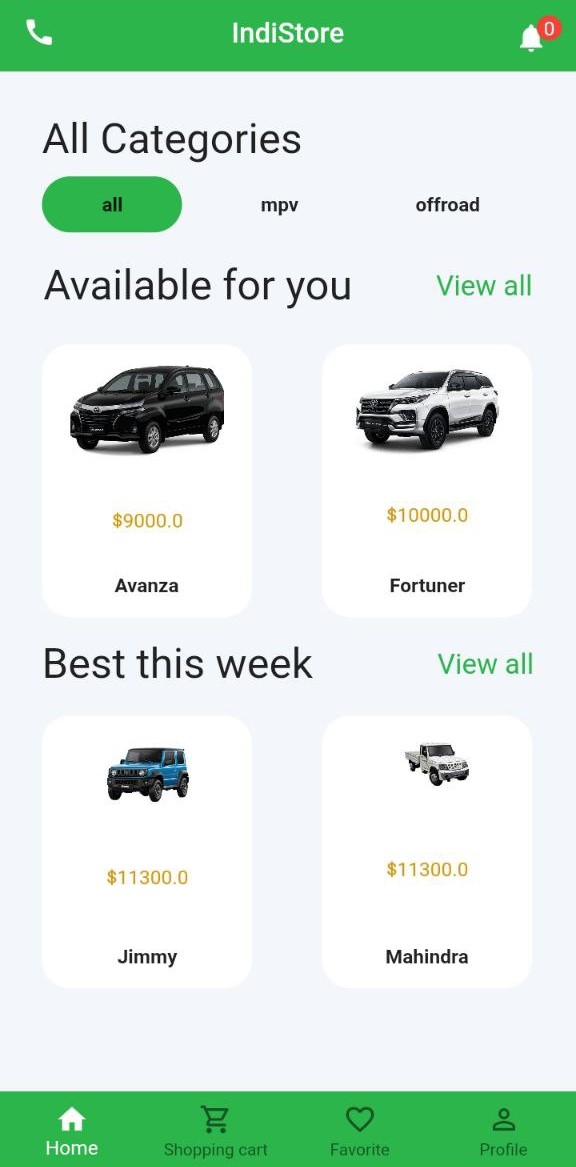 IndiStore
0
All Categories
all mpv offroad
Available for you View all
$9000.0 $10000.0
Avanza Fortuner
Best this week View all
$11300.0 $11300.0
Jimmy Mahindra
Home Shopping cart Favorite Profile